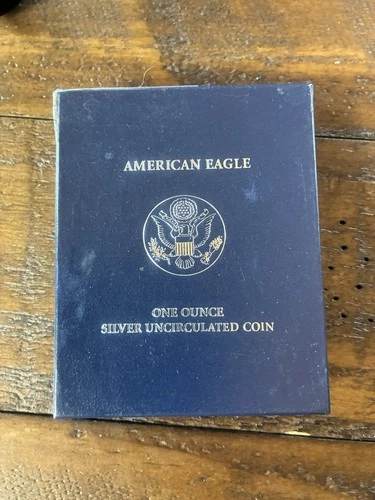 AMERICAN EAGLE
ONE OUNCE
SILVER UNCIRCULATED COIN